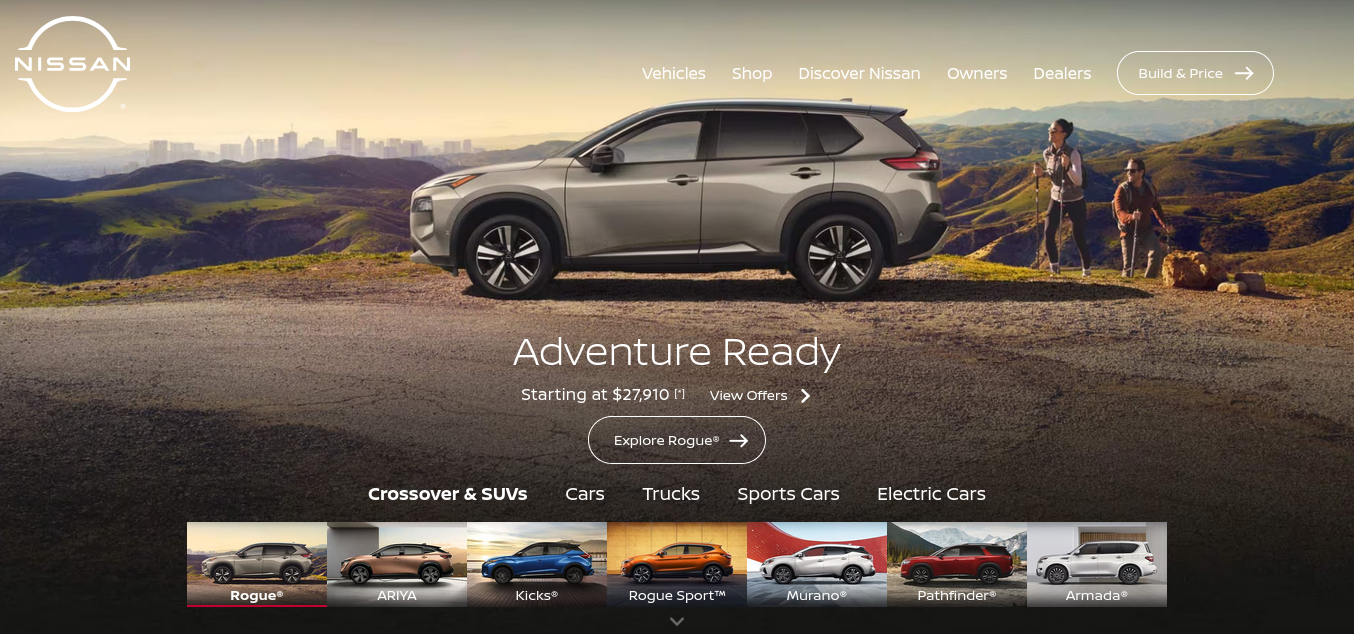 NISSAN
Vehicles Shop Discover Nissan Owners Dealers Build & Price
Adventure Ready
Starting at $27,910 [*] View Offers
Explore Rogue®
Crossover & SUVs Cars Trucks Sports Cars Electric Cars
Rogue® ARIYA Kicks® Rogue Sport™ Murano® Pathfinder® Armada®